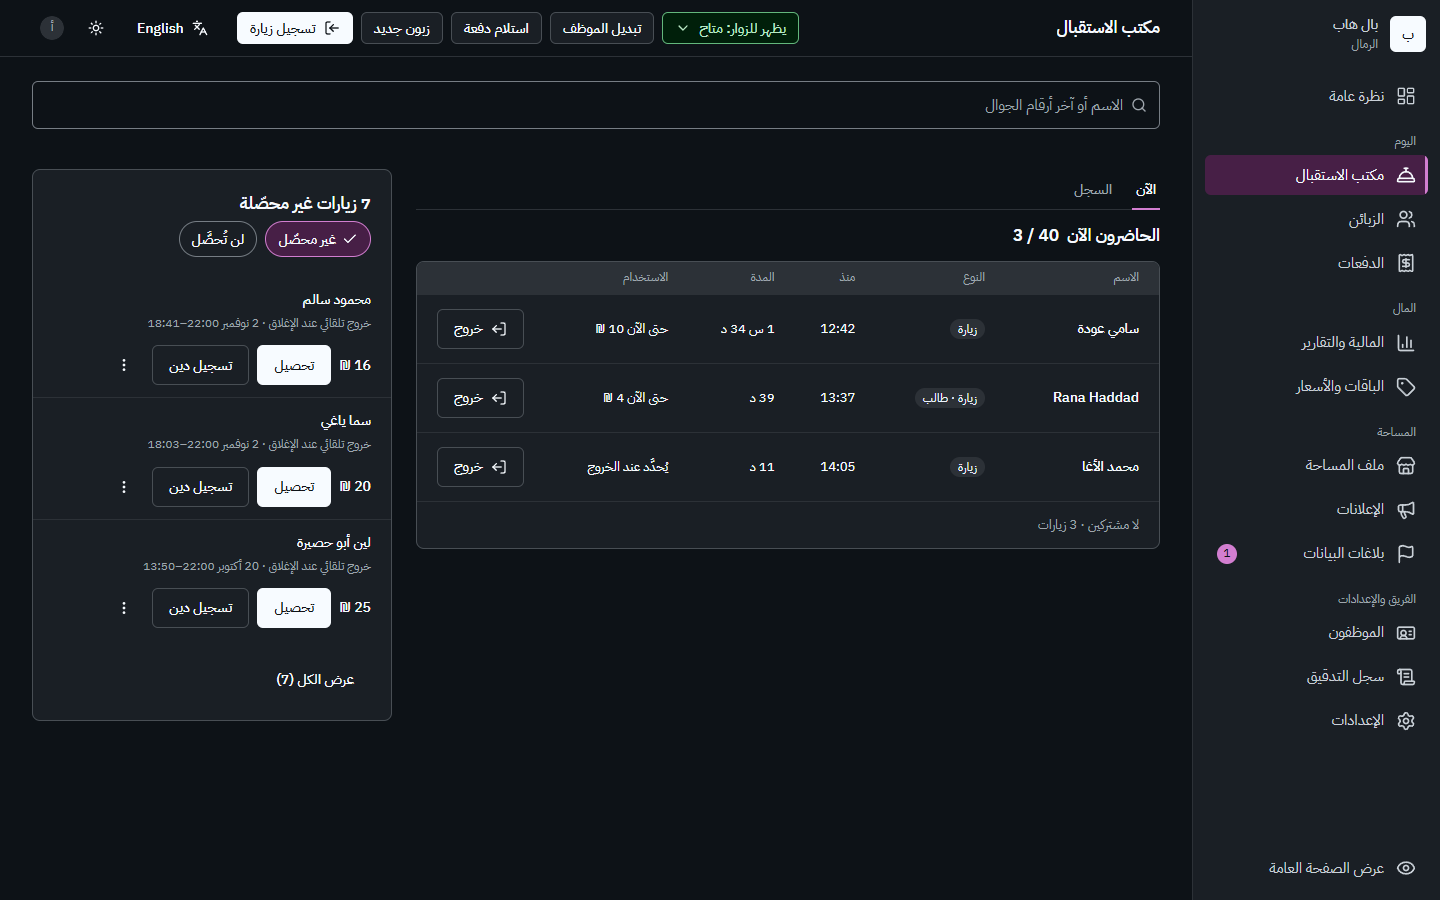 ب
بال هاب
الرمال
نظرة عامة
اليوم
مكتب الاستقبال
الزبائن
الدفعات
المال
المالية والتقارير
الباقات والأسعار
المساحة
ملف المساحة
الإعلانات
بلاغات البيانات
1
الفريق والإعدادات
الموظفون
سجل التدقيق
الإعدادات
عرض الصفحة العامة
مكتب الاستقبال
يظهر للزوار: متاح
تبديل الموظف
استلام دفعة
زبون جديد
تسجيل زيارة
English
أ
الاسم أو آخر أرقام الجوال
الآن
السجل
الحاضرون الآن 40 / 3
الاسم النوع منذ المدة الاستخدام
سامي عودة زيارة 12:42 1 س 34 د حتى الآن 10 ₪ خروج
Rana Haddad زيارة · طالب 13:37 39 د حتى الآن 4 ₪ خروج
محمد الأغا زيارة 14:05 11 د يُحدَّد عند الخروج خروج
لا مشتركين · 3 زيارات
7 زيارات غير محصّلة
غير محصّل
لن تُحصَّل
محمود سالم
خروج تلقائي عند الإغلاق · 2 نوفمبر 22:00–18:41
16 ₪ تحصيل تسجيل دين
سما ياغي
خروج تلقائي عند الإغلاق · 2 نوفمبر 22:00–18:03
20 ₪ تحصيل تسجيل دين
لين أبو حصيرة
خروج تلقائي عند الإغلاق · 20 أكتوبر 22:00–13:50
25 ₪ تحصيل تسجيل دين
عرض الكل (7)